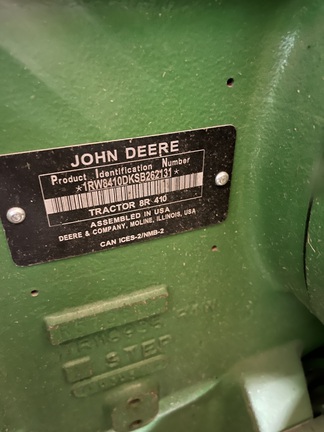 JOHN DEERE
Product Identification Number
*1RW8410DKSB262131*
TRACTOR 8R 410
ASSEMBLED IN USA
DEERE & COMPANY, MOLINE, ILLINOIS, USA
CAN ICES-2/NMB-2